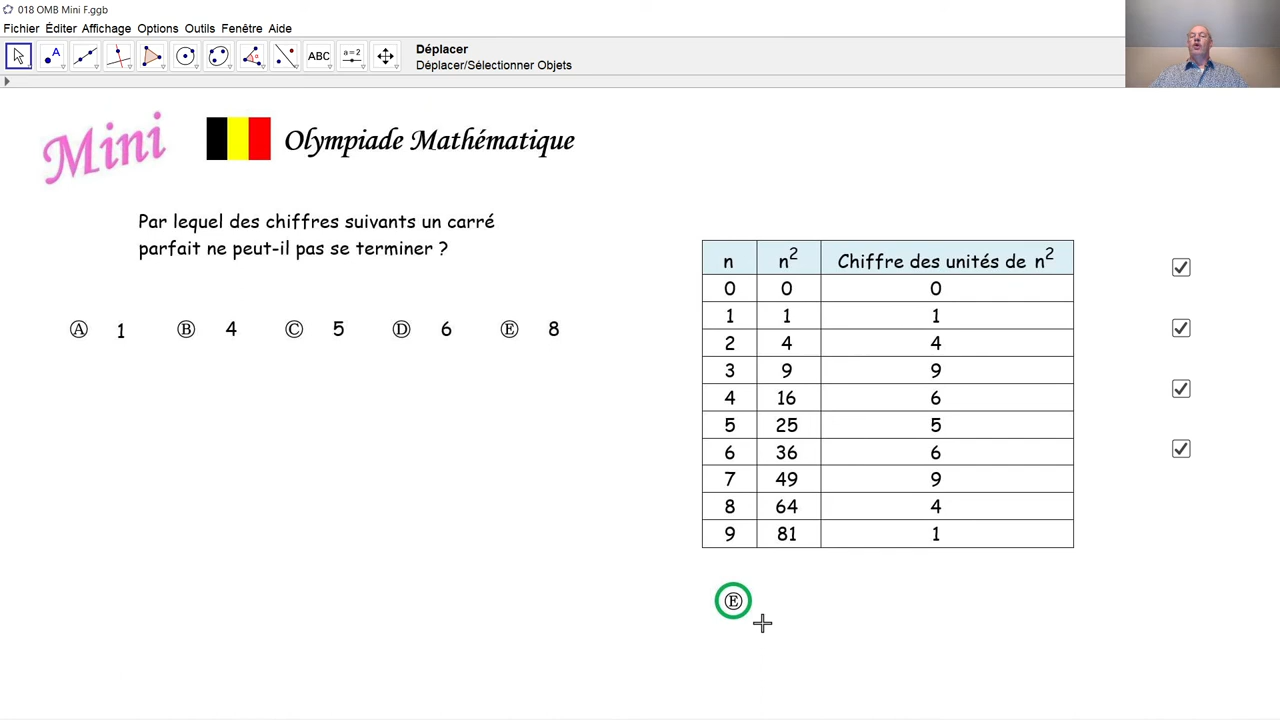 018 OMB Mini F.ggb
Fichier Éditer Affichage Options Outils Fenêtre Aide
A ABC a=2
Déplacer
Déplacer/Sélectionner Objets
Mini
Olympiade Mathématique
Par lequel des chiffres suivants un carré
parfait ne peut-il pas se terminer ?
Ⓐ 1 Ⓑ 4 Ⓒ 5 Ⓓ 6 Ⓔ 8
n n² Chiffre des unités de n²
0 0 0
1 1 1
2 4 4
3 9 9
4 16 6
5 25 5
6 36 6
7 49 9
8 64 4
9 81 1
Ⓔ